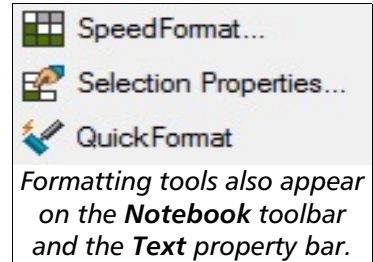 SpeedFormat...
Selection Properties...
QuickFormat
Formatting tools also appear
on the Notebook toolbar
and the Text property bar.